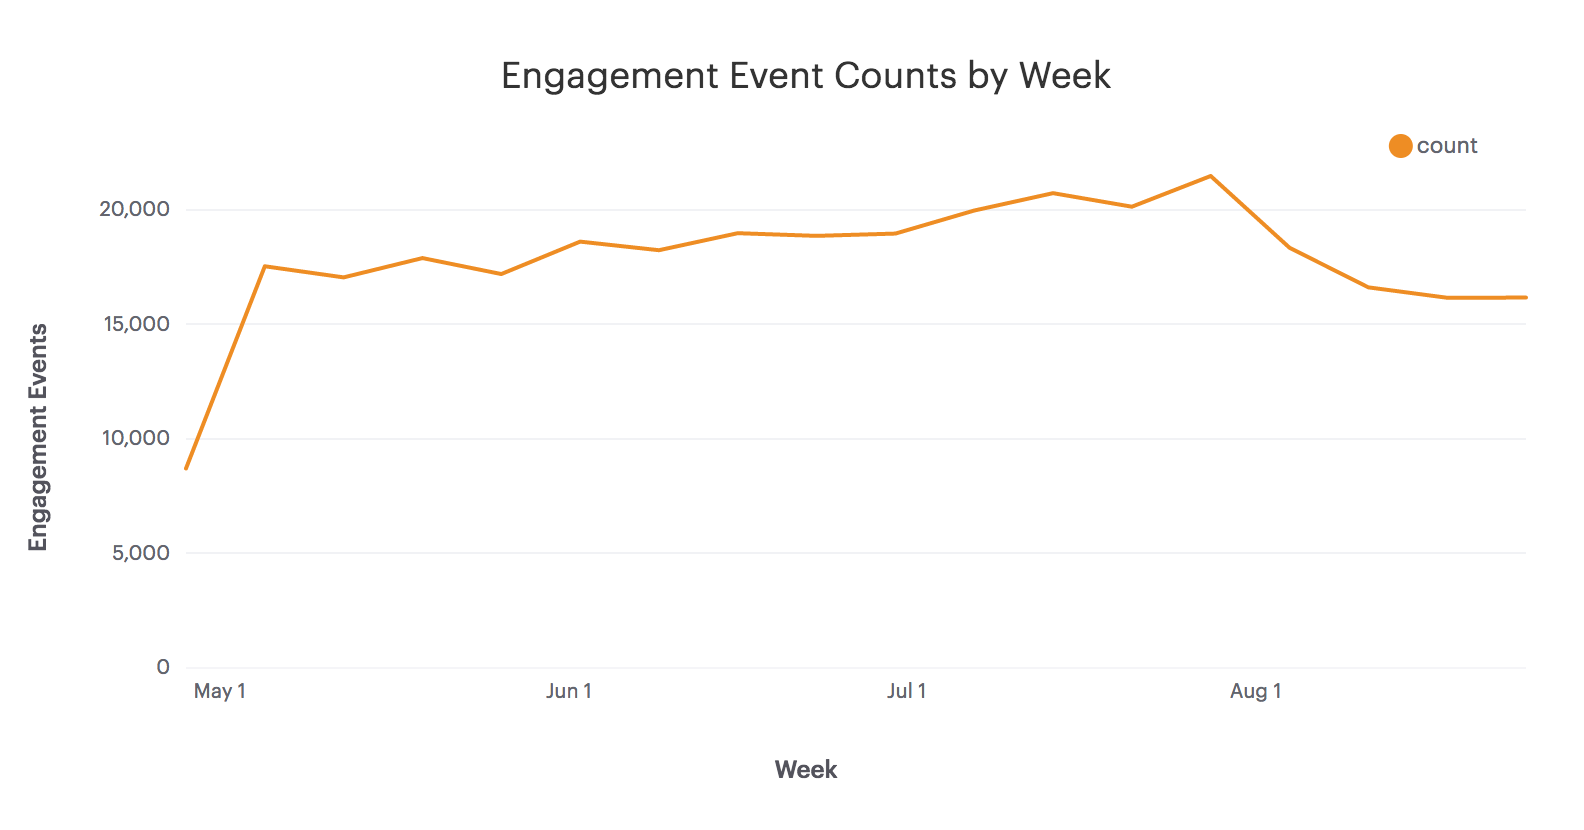 Engagement Event Counts by Week
count
20,000
15,000
10,000
5,000
0
Engagement Events
May 1
Jun 1
Jul 1
Aug 1
Week